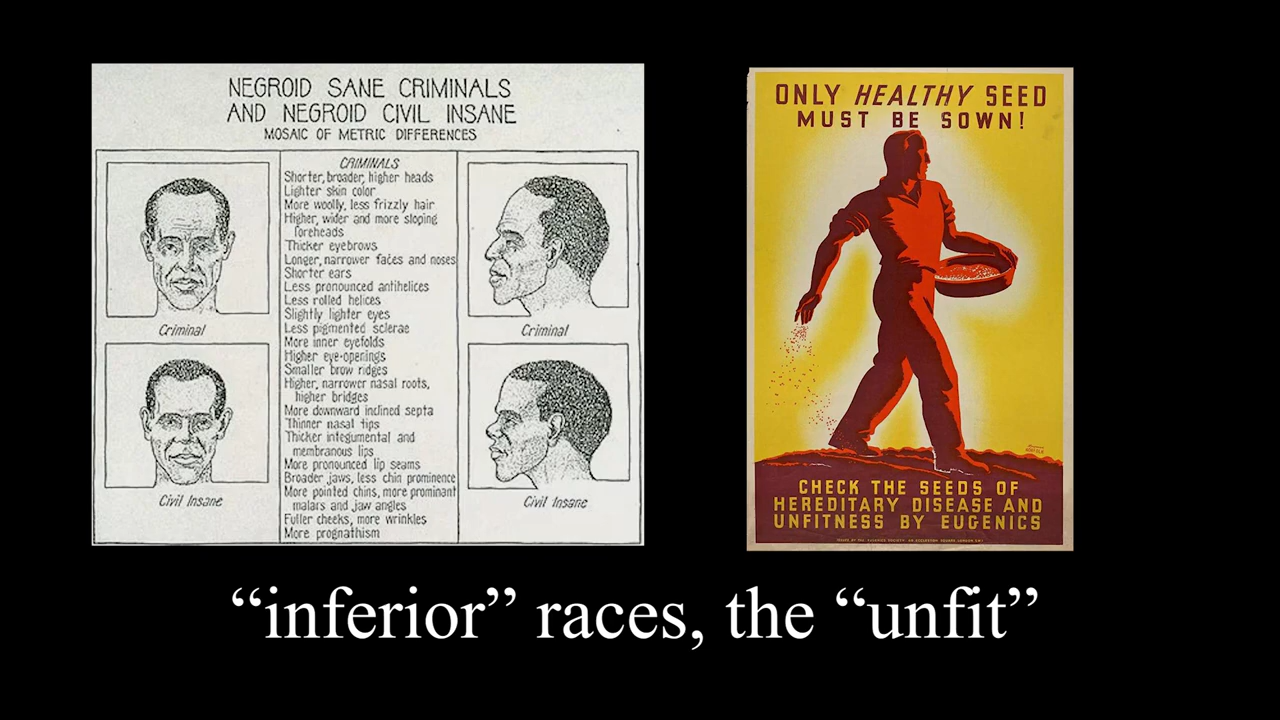 NEGROID SANE CRIMINALS
AND NEGROID CIVIL INSANE
MOSAIC OF METRIC DIFFERENCES
CRIMINALS
Shorter, broader, higher heads
Lighter skin color
More woolly, less frizzly hair
Higher, wider and more sloping
foreheads
Thicker eyebrows
Longer, narrower faces and noses
Shorter ears
Less pronounced antihelices
Less rolled helices
Slightly lighter eyes
Less pigmented sclerae
More inner eyefolds
Higher eye-openings
Smaller brow ridges
Higher, narrower nasal roots,
higher bridges
More downward inclined septa
Thinner nasal tips
Thicker integumental and
membranous lips
More pronounced lip seams
Broader jaws, less chin prominence
More pointed chins, more prominant
malars and jaw angles
Fuller cheeks, more wrinkles
More prognathism
Criminal
Criminal
Civil Insane
Civil Insane
ONLY HEALTHY SEED
MUST BE SOWN!
CHECK THE SEEDS OF
HEREDITARY DISEASE AND
UNFITNESS BY EUGENICS
ISSUED BY THE EUGENICS SOCIETY
“inferior” races, the “unfit”